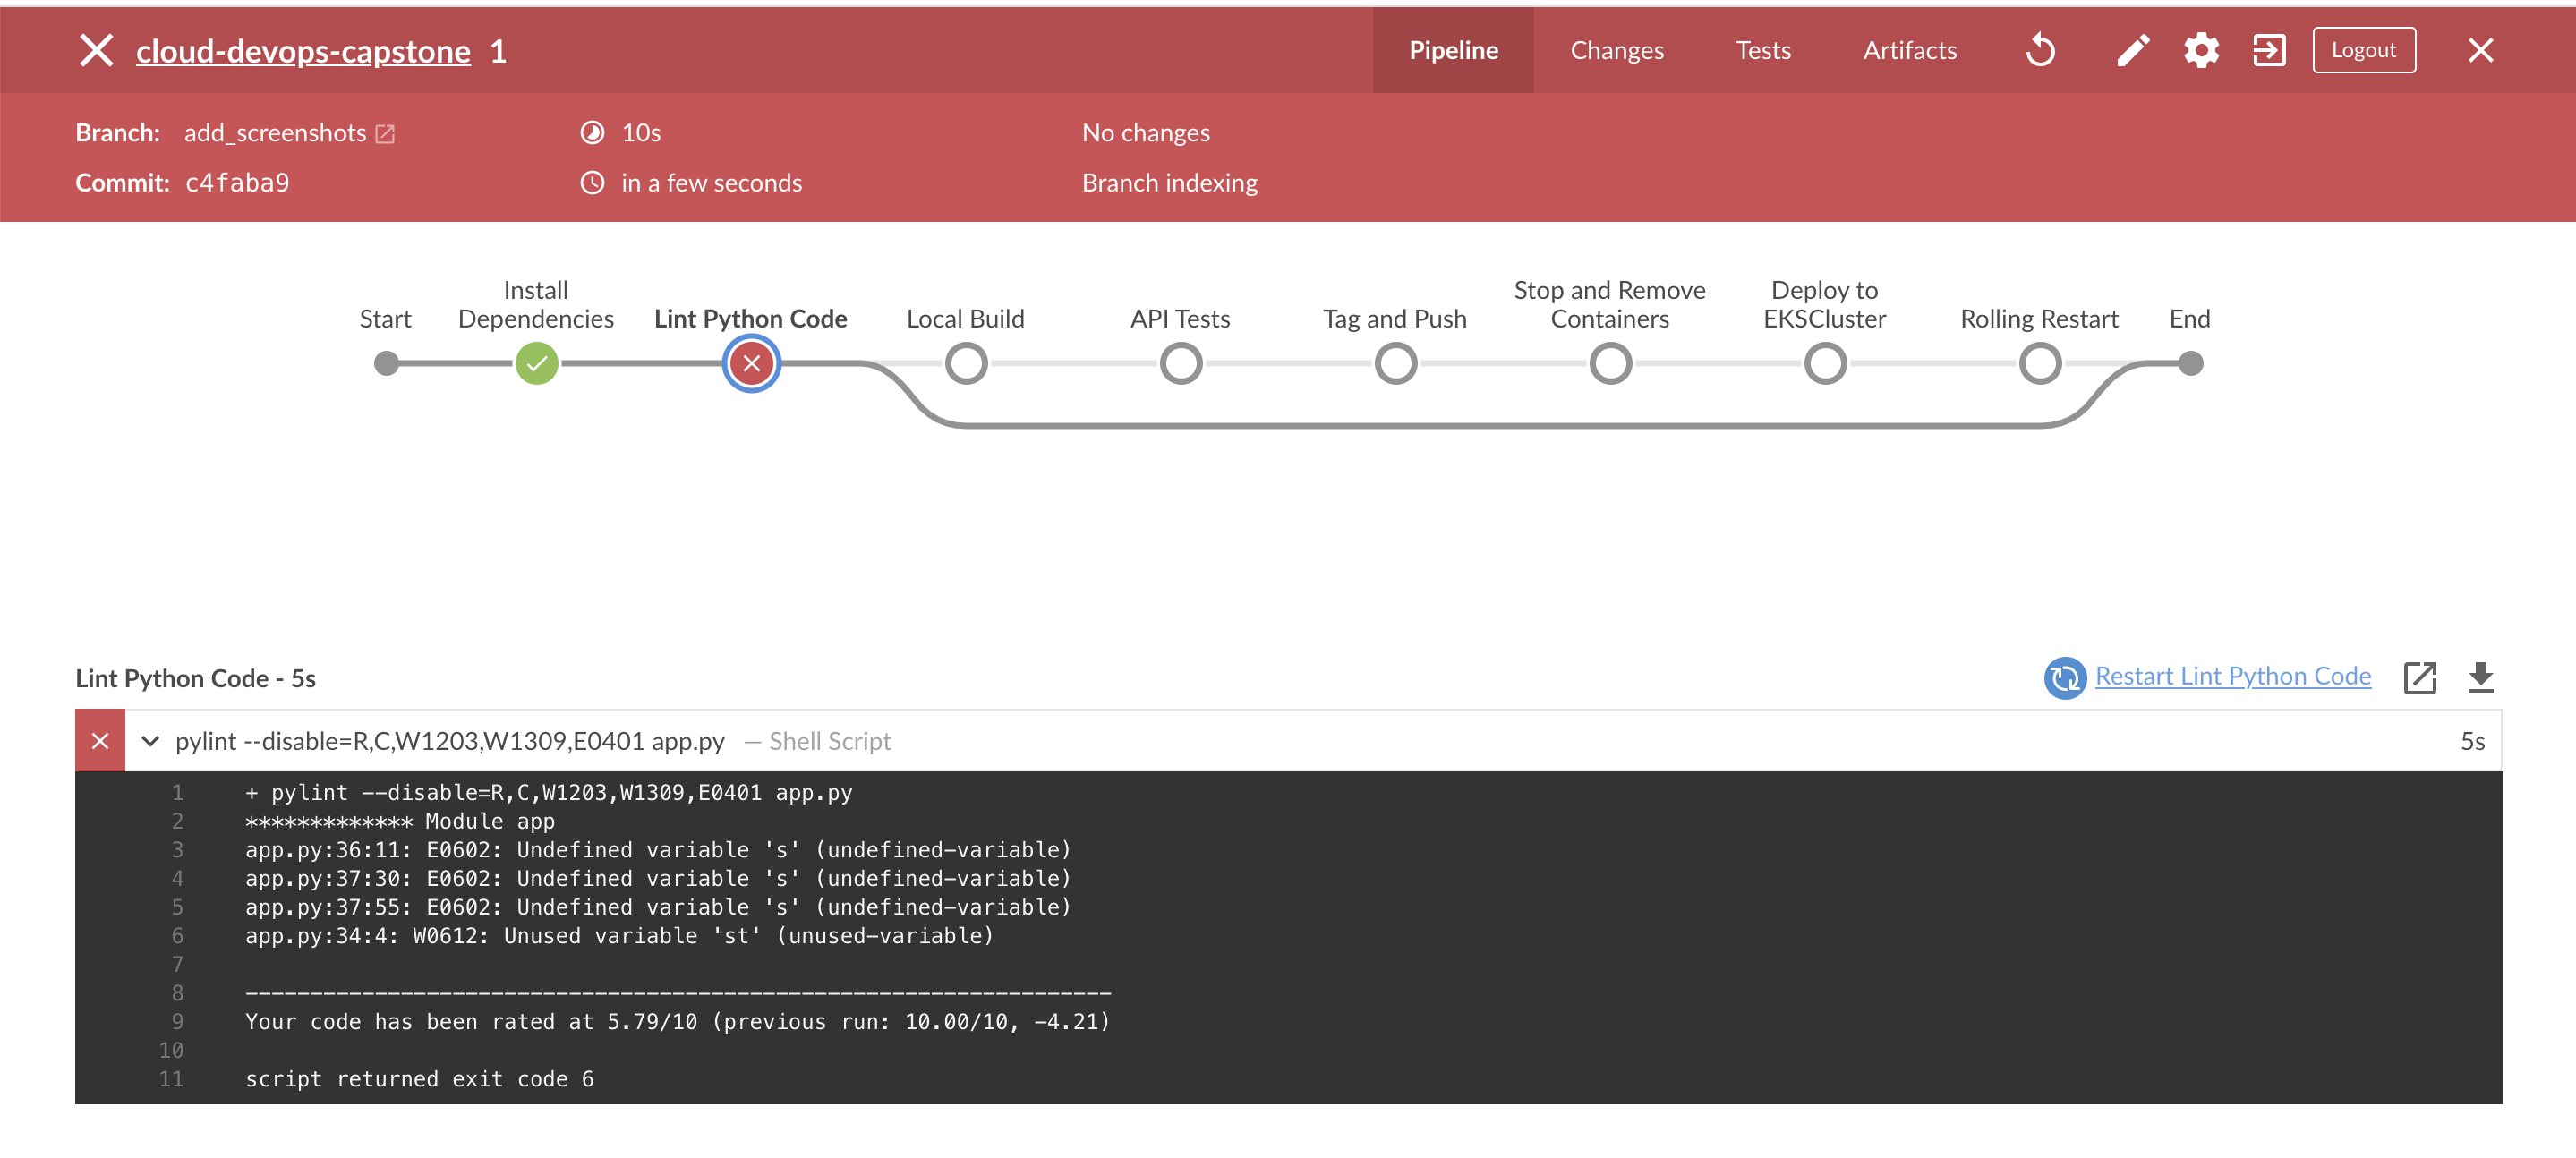 cloud-devops-capstone 1
Pipeline Changes Tests Artifacts Logout
Branch: add_screenshots 10s No changes
Commit: c4faba9 in a few seconds Branch indexing
Start
Install
Dependencies
Lint Python Code
Local Build
API Tests
Tag and Push
Stop and Remove
Containers
Deploy to
EKSCluster
Rolling Restart
End
Lint Python Code - 5s Restart Lint Python Code
pylint --disable=R,C,W1203,W1309,E0401 app.py — Shell Script 5s
1 + pylint --disable=R,C,W1203,W1309,E0401 app.py
2 ************* Module app
3 app.py:36:11: E0602: Undefined variable 's' (undefined-variable)
4 app.py:37:30: E0602: Undefined variable 's' (undefined-variable)
5 app.py:37:55: E0602: Undefined variable 's' (undefined-variable)
6 app.py:34:4: W0612: Unused variable 'st' (unused-variable)
7
8 -------------------------------------------------------------------
9 Your code has been rated at 5.79/10 (previous run: 10.00/10, -4.21)
10
11 script returned exit code 6